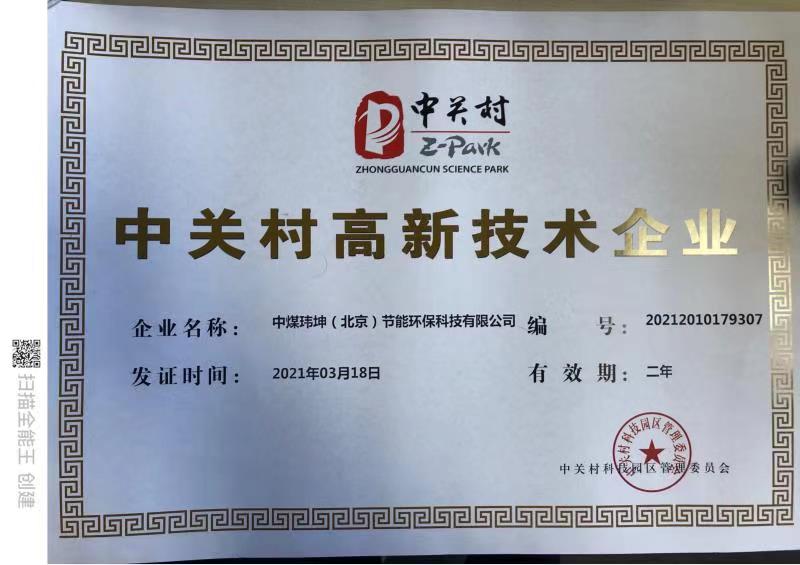 中关村
Z-Park
ZHONGGUANCUN SCIENCE PARK
中关村高新技术企业
企业名称： 中煤玮坤（北京）节能环保科技有限公司 编 号： 20212010179307
发证时间： 2021年03月18日 有效期： 二年
中关村科技园区管理委员会
中关村科技园区管理委员会
扫描全能王 创建